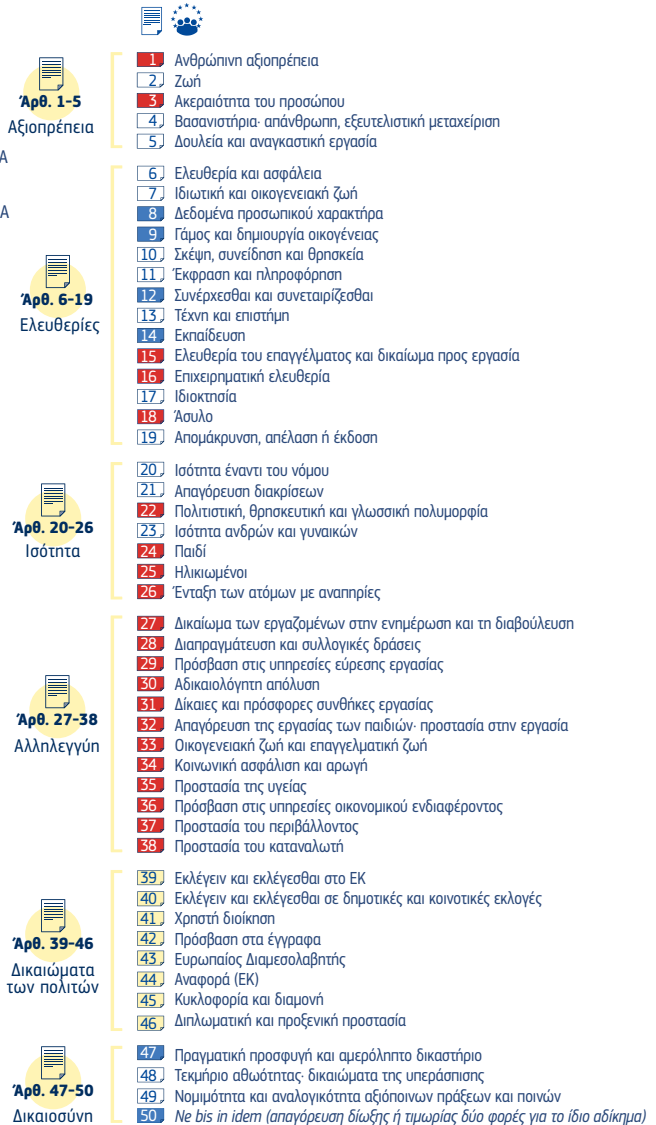 1 Ανθρώπινη αξιοπρέπεια
2 Ζωή
3 Ακεραιότητα του προσώπου
4 Βασανιστήρια· απάνθρωπη, εξευτελιστική μεταχείριση
5 Δουλεία και αναγκαστική εργασία
Άρθ. 1-5
Αξιοπρέπεια
Α
Α
6 Ελευθερία και ασφάλεια
7 Ιδιωτική και οικογενειακή ζωή
8 Δεδομένα προσωπικού χαρακτήρα
9 Γάμος και δημιουργία οικογένειας
10 Σκέψη, συνείδηση και θρησκεία
11 Έκφραση και πληροφόρηση
12 Συνέρχεσθαι και συνεταιρίζεσθαι
13 Τέχνη και επιστήμη
14 Εκπαίδευση
15 Ελευθερία του επαγγέλματος και δικαίωμα προς εργασία
16 Επιχειρηματική ελευθερία
17 Ιδιοκτησία
18 Άσυλο
19 Απομάκρυνση, απέλαση ή έκδοση
Άρθ. 6-19
Ελευθερίες
20 Ισότητα έναντι του νόμου
21 Απαγόρευση διακρίσεων
22 Πολιτιστική, θρησκευτική και γλωσσική πολυμορφία
23 Ισότητα ανδρών και γυναικών
24 Παιδί
25 Ηλικιωμένοι
26 Ένταξη των ατόμων με αναπηρίες
Άρθ. 20-26
Ισότητα
27 Δικαίωμα των εργαζομένων στην ενημέρωση και τη διαβούλευση
28 Διαπραγμάτευση και συλλογικές δράσεις
29 Πρόσβαση στις υπηρεσίες εύρεσης εργασίας
30 Αδικαιολόγητη απόλυση
31 Δίκαιες και πρόσφορες συνθήκες εργασίας
32 Απαγόρευση της εργασίας των παιδιών· προστασία στην εργασία
33 Οικογενειακή ζωή και επαγγελματική ζωή
34 Κοινωνική ασφάλιση και αρωγή
35 Προστασία της υγείας
36 Πρόσβαση στις υπηρεσίες οικονομικού ενδιαφέροντος
37 Προστασία του περιβάλλοντος
38 Προστασία του καταναλωτή
Άρθ. 27-38
Αλληλεγγύη
39 Εκλέγειν και εκλέγεσθαι στο ΕΚ
40 Εκλέγειν και εκλέγεσθαι σε δημοτικές και κοινοτικές εκλογές
41 Χρηστή διοίκηση
42 Πρόσβαση στα έγγραφα
43 Ευρωπαίος Διαμεσολαβητής
44 Αναφορά (ΕΚ)
45 Κυκλοφορία και διαμονή
46 Διπλωματική και προξενική προστασία
Άρθ. 39-46
Δικαιώματα
των πολιτών
47 Πραγματική προσφυγή και αμερόληπτο δικαστήριο
48 Τεκμήριο αθωότητας· δικαιώματα της υπεράσπισης
49 Νομιμότητα και αναλογικότητα αξιόποινων πράξεων και ποινών
50 Ne bis in idem (απαγόρευση δίωξης ή τιμωρίας δύο φορές για το ίδιο αδίκημα)
Άρθ. 47-50
Δικαιοσύνη